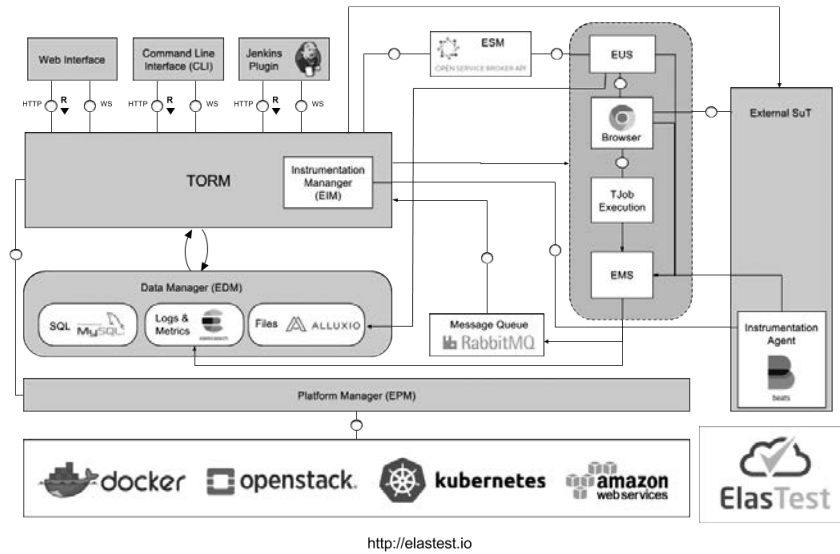 Web Interface
Command Line
Interface (CLI)
Jenkins
Plugin
ESM
OPEN SERVICE BROKER API
EUS
HTTP
R
WS
HTTP
R
WS
HTTP
R
WS
Browser
External SuT
TORM
Instrumentation
Mananger
(EIM)
TJob
Execution
EMS
Data Manager (EDM)
SQL
MySQL
Logs &
Metrics
Files
ALLUXIO
Message Queue
RabbitMQ
Instrumentation
Agent
beats
Platform Manager (EPM)
docker
openstack.
kubernetes
amazon
webservices
ElasTest
http://elastest.io